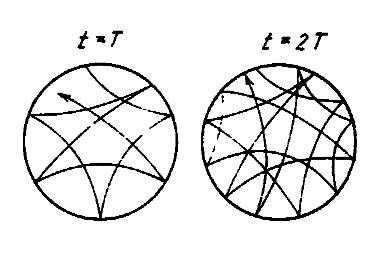 t = T
t = 2T